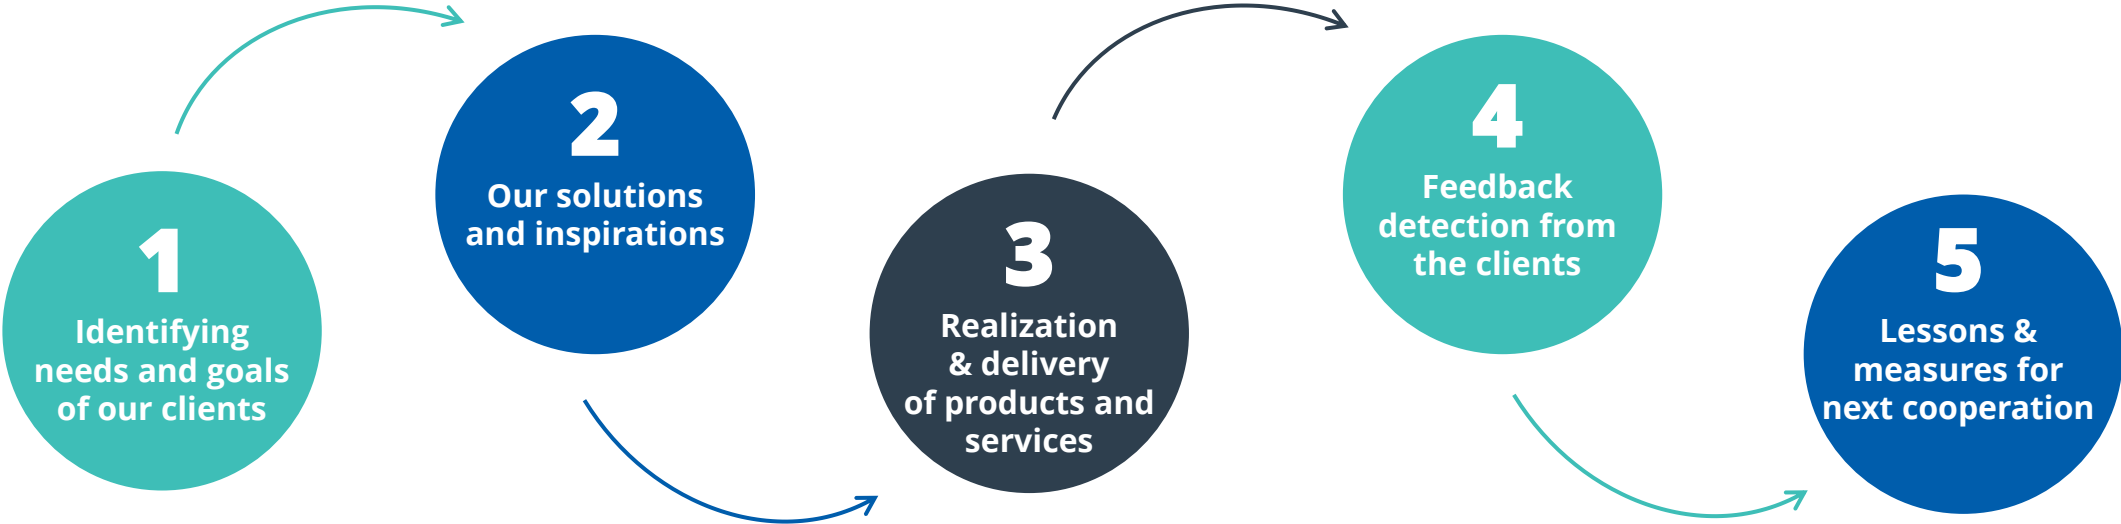 1
Identifying
needs and goals
of our clients
2
Our solutions
and inspirations
3
Realization
& delivery
of products and
services
4
Feedback
detection from
the clients
5
Lessons &
measures for
next cooperation